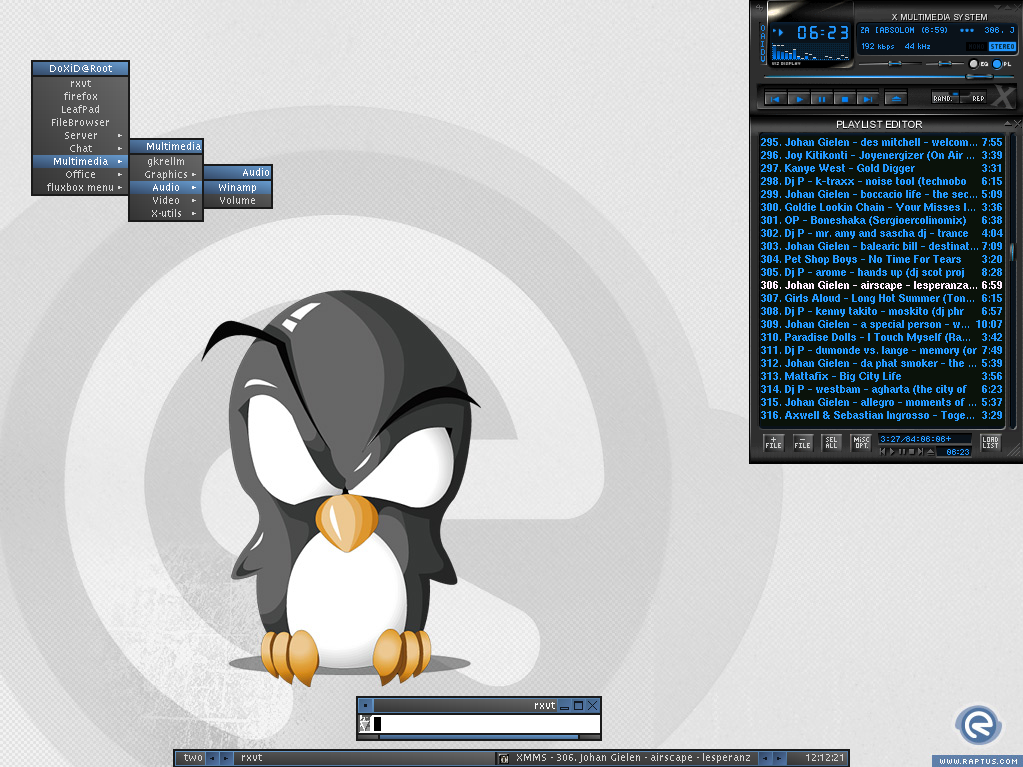 DoXiD@Root
rxvt
firefox
LeafPad
FileBrowser
Server
Chat
Multimedia
Office
fluxbox menu
Multimedia
gkrellm
Graphics
Audio
Video
X-utils
Audio
Winamp
Volume
X MULTIMEDIA SYSTEM
O
A
I
D
V
06:23
VIZ DISPLAY
ZA [ABSOLOM (6:59) *** 306. J
192 kbps 44 kHz
STEREO
EQ PL
RAND. REP
PLAYLIST EDITOR
295. Johan Gielen - des mitchell - welcom... 7:55
296. Joy Kitikonti - Joyenergizer (On Air ... 3:39
297. Kanye West - Gold Digger 3:31
298. Dj P - k-traxx - noise tool (technobo 6:15
299. Johan Gielen - boccacio life - the sec... 5:09
300. Goldie Lookin Chain - Your Misses I... 3:36
301. OP - Boneshaka (Sergioercolinomix) 6:38
302. Dj P - mr. amy and sascha dj - trance 4:04
303. Johan Gielen - balearic bill - destinat... 7:09
304. Pet Shop Boys - No Time For Tears 3:20
305. Dj P - arome - hands up (dj scot proj 8:28
306. Johan Gielen - airscape - lesperanza... 6:59
307. Girls Aloud - Long Hot Summer (Ton... 6:15
308. Dj P - kenny takito - moskito (dj phr 6:57
309. Johan Gielen - a special person - w... 10:07
310. Paradise Dolls - I Touch Myself (Ra... 3:42
311. Dj P - dumonde vs. lange - memory (or 7:49
312. Johan Gielen - da phat smoker - the ... 5:39
313. Mattafix - Big City Life 3:56
314. Dj P - westbam - agharta (the city of 6:23
315. Johan Gielen - allegro - moments of ... 5:37
316. Axwell & Sebastian Ingrosso - Toge... 3:29
+ FILE
- FILE
SEL ALL
MISC OPT.
3:27/84:06:06+
06:23
LOAD LIST
rxvt
two
rxvt
XMMS - 306. Johan Gielen - airscape - lesperanz
12:12:21
WWW.RAPTUS.COM